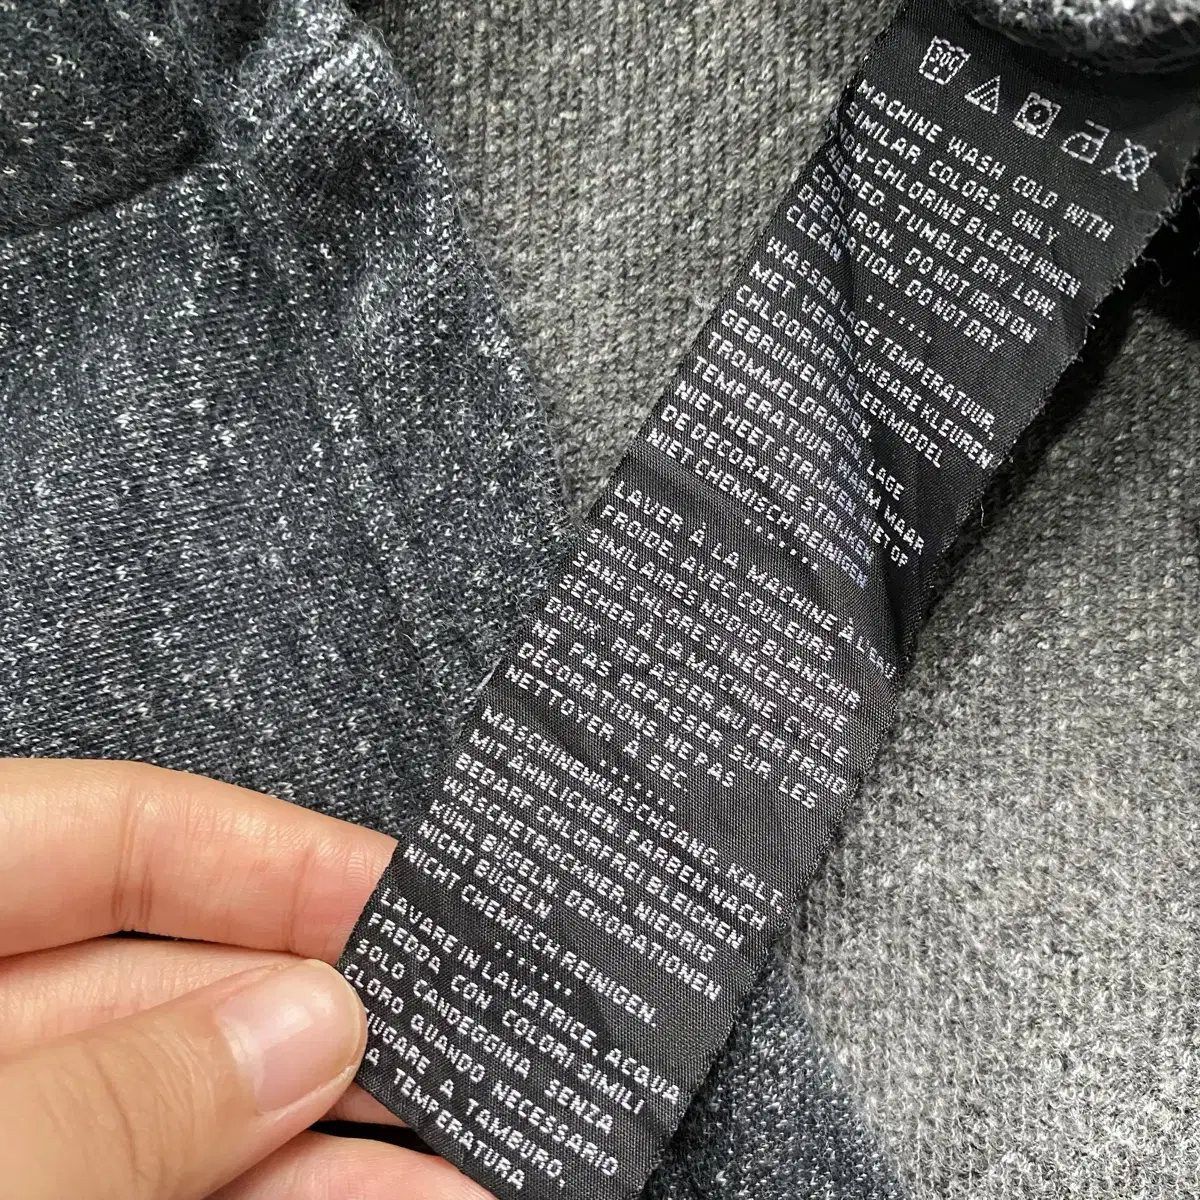 30C
MACHINE WASH COLD WITH
SIMILAR COLORS. ONLY
NON-CHLORINE BLEACH WHEN
NEEDED. TUMBLE DRY LOW.
COOL IRON. DO NOT IRON ON
DECORATION. DO NOT DRY
CLEAN
WASSEN LAGE TEMPERATUUR,
MET VERGELIJKBARE KLEUREN
CHLOORVRIJ BLEEKMIDDEL
GEBRUIKEN INDIEN.
TROMMELDROGEN, LAGE
TEMPERATUUR, WARM MAAR
NIET HEET STRIJKEN NIET OP
DE DECORATIE STRIJKEN
NIET CHEMISCH REINIGEN
LAVER À LA MACHINE À L'EAU
FROIDE, AVEC COULEURS
SIMILAIRES NODIG BLANCHIR
SANS CHLORE SI NÉCESSAIRE
SÉCHER À LA MACHINE, CYCLE
DOUX. REPASSER AU FER FROID
NE PAS REPASSER SUR LES
DÉCORATIONS NE PAS
NETTOYER À SEC.
MASCHINENWASCHGANG, KALT
MIT ÄHNLICHEN FARBEN NACH
BEDARF CHLORFREI BLEICHEN
WÄSCHETROCKNER, NIEDRIG
KÜHL BÜGELN, DEKORATIONEN
NICHT BÜGELN
NICHT CHEMISCH REINIGEN.
LAVARE IN LAVATRICE, ACQUA
FREDDA CON COLORI SIMILI
SOLO CANDEGGINA SENZA
CLORO QUANDO NECESSARIO
A TAMBURO,
A TEMPERATURA